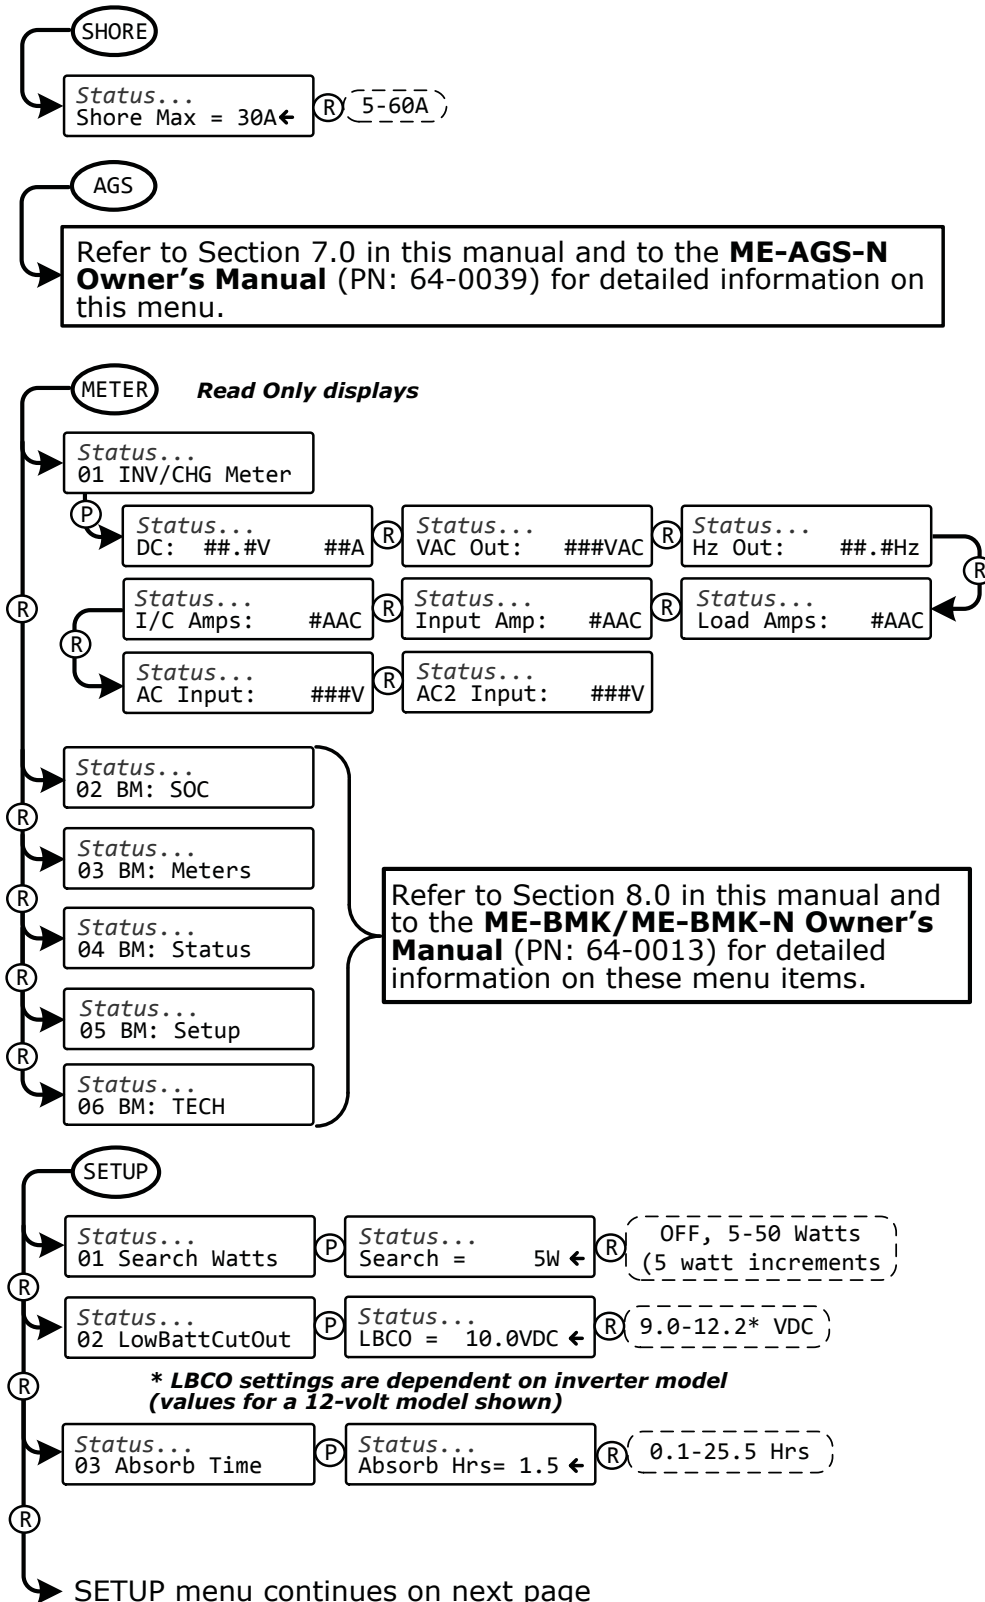 SHORE
Status...
Shore Max = 30A←
R
5-60A
AGS
Refer to Section 7.0 in this manual and to the ME-AGS-N
Owner's Manual (PN: 64-0039) for detailed information on
this menu.
METER
Read Only displays
Status...
01 INV/CHG Meter
P
Status...
DC: ##.#V ##A
R
Status...
VAC Out: ###VAC
R
Status...
Hz Out: ##.#Hz
R
R
Status...
I/C Amps: #AAC
R
Status...
Input Amp: #AAC
R
Status...
Load Amps: #AAC
R
Status...
AC Input: ###V
R
Status...
AC2 Input: ###V
Status...
02 BM: SOC
R
Status...
03 BM: Meters
R
Status...
04 BM: Status
R
Status...
05 BM: Setup
R
Status...
06 BM: TECH
Refer to Section 8.0 in this manual and
to the ME-BMK/ME-BMK-N Owner's
Manual (PN: 64-0013) for detailed
information on these menu items.
SETUP
Status...
01 Search Watts
P
Status...
Search = 5W ←
R
OFF, 5-50 Watts
(5 watt increments
R
Status...
02 LowBattCutOut
P
Status...
LBCO = 10.0VDC ←
R
9.0-12.2* VDC
* LBCO settings are dependent on inverter model
(values for a 12-volt model shown)
R
Status...
03 Absorb Time
P
Status...
Absorb Hrs= 1.5 ←
R
0.1-25.5 Hrs
R
SETUP menu continues on next page